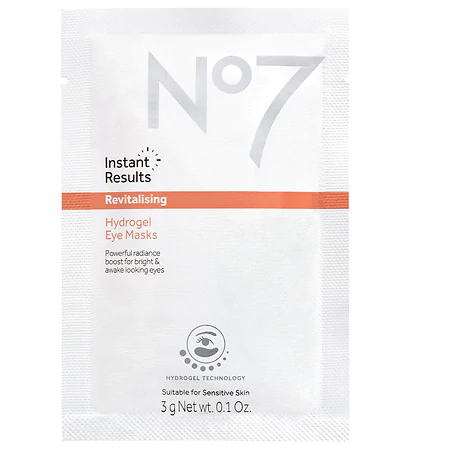 No7
Instant
Results
Revitalising
Hydrogel
Eye Masks
Powerful radiance
boost for bright &
awake looking eyes
HYDROGEL TECHNOLOGY
Suitable for Sensitive Skin
3 g Net wt. 0.1 Oz.